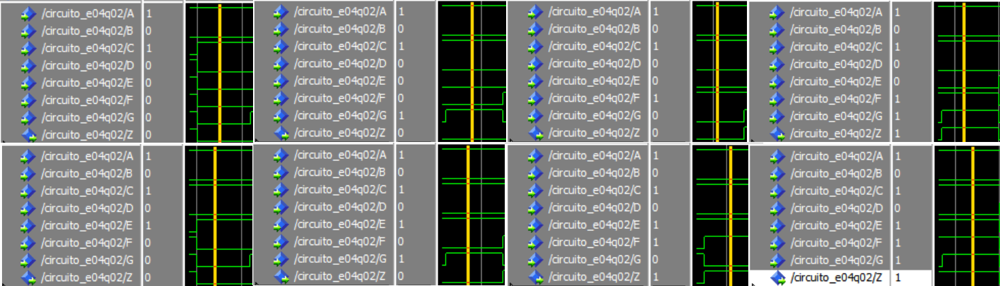 /circuito_e04q02/A 1
/circuito_e04q02/B 0
/circuito_e04q02/C 1
/circuito_e04q02/D 0
/circuito_e04q02/E 0
/circuito_e04q02/F 0
/circuito_e04q02/G 0
/circuito_e04q02/Z 0
/circuito_e04q02/A 1
/circuito_e04q02/B 0
/circuito_e04q02/C 1
/circuito_e04q02/D 0
/circuito_e04q02/E 0
/circuito_e04q02/F 0
/circuito_e04q02/G 1
/circuito_e04q02/Z 0
/circuito_e04q02/A 1
/circuito_e04q02/B 0
/circuito_e04q02/C 1
/circuito_e04q02/D 0
/circuito_e04q02/E 0
/circuito_e04q02/F 1
/circuito_e04q02/G 0
/circuito_e04q02/Z 0
/circuito_e04q02/A 1
/circuito_e04q02/B 0
/circuito_e04q02/C 1
/circuito_e04q02/D 0
/circuito_e04q02/E 0
/circuito_e04q02/F 1
/circuito_e04q02/G 1
/circuito_e04q02/Z 1
/circuito_e04q02/A 1
/circuito_e04q02/B 0
/circuito_e04q02/C 1
/circuito_e04q02/D 0
/circuito_e04q02/E 1
/circuito_e04q02/F 0
/circuito_e04q02/G 0
/circuito_e04q02/Z 0
/circuito_e04q02/A 1
/circuito_e04q02/B 0
/circuito_e04q02/C 1
/circuito_e04q02/D 0
/circuito_e04q02/E 1
/circuito_e04q02/F 0
/circuito_e04q02/G 1
/circuito_e04q02/Z 0
/circuito_e04q02/A 1
/circuito_e04q02/B 0
/circuito_e04q02/C 1
/circuito_e04q02/D 0
/circuito_e04q02/E 1
/circuito_e04q02/F 1
/circuito_e04q02/G 0
/circuito_e04q02/Z 1
/circuito_e04q02/A 1
/circuito_e04q02/B 0
/circuito_e04q02/C 1
/circuito_e04q02/D 0
/circuito_e04q02/E 1
/circuito_e04q02/F 1
/circuito_e04q02/G 1
/circuito_e04q02/Z 1